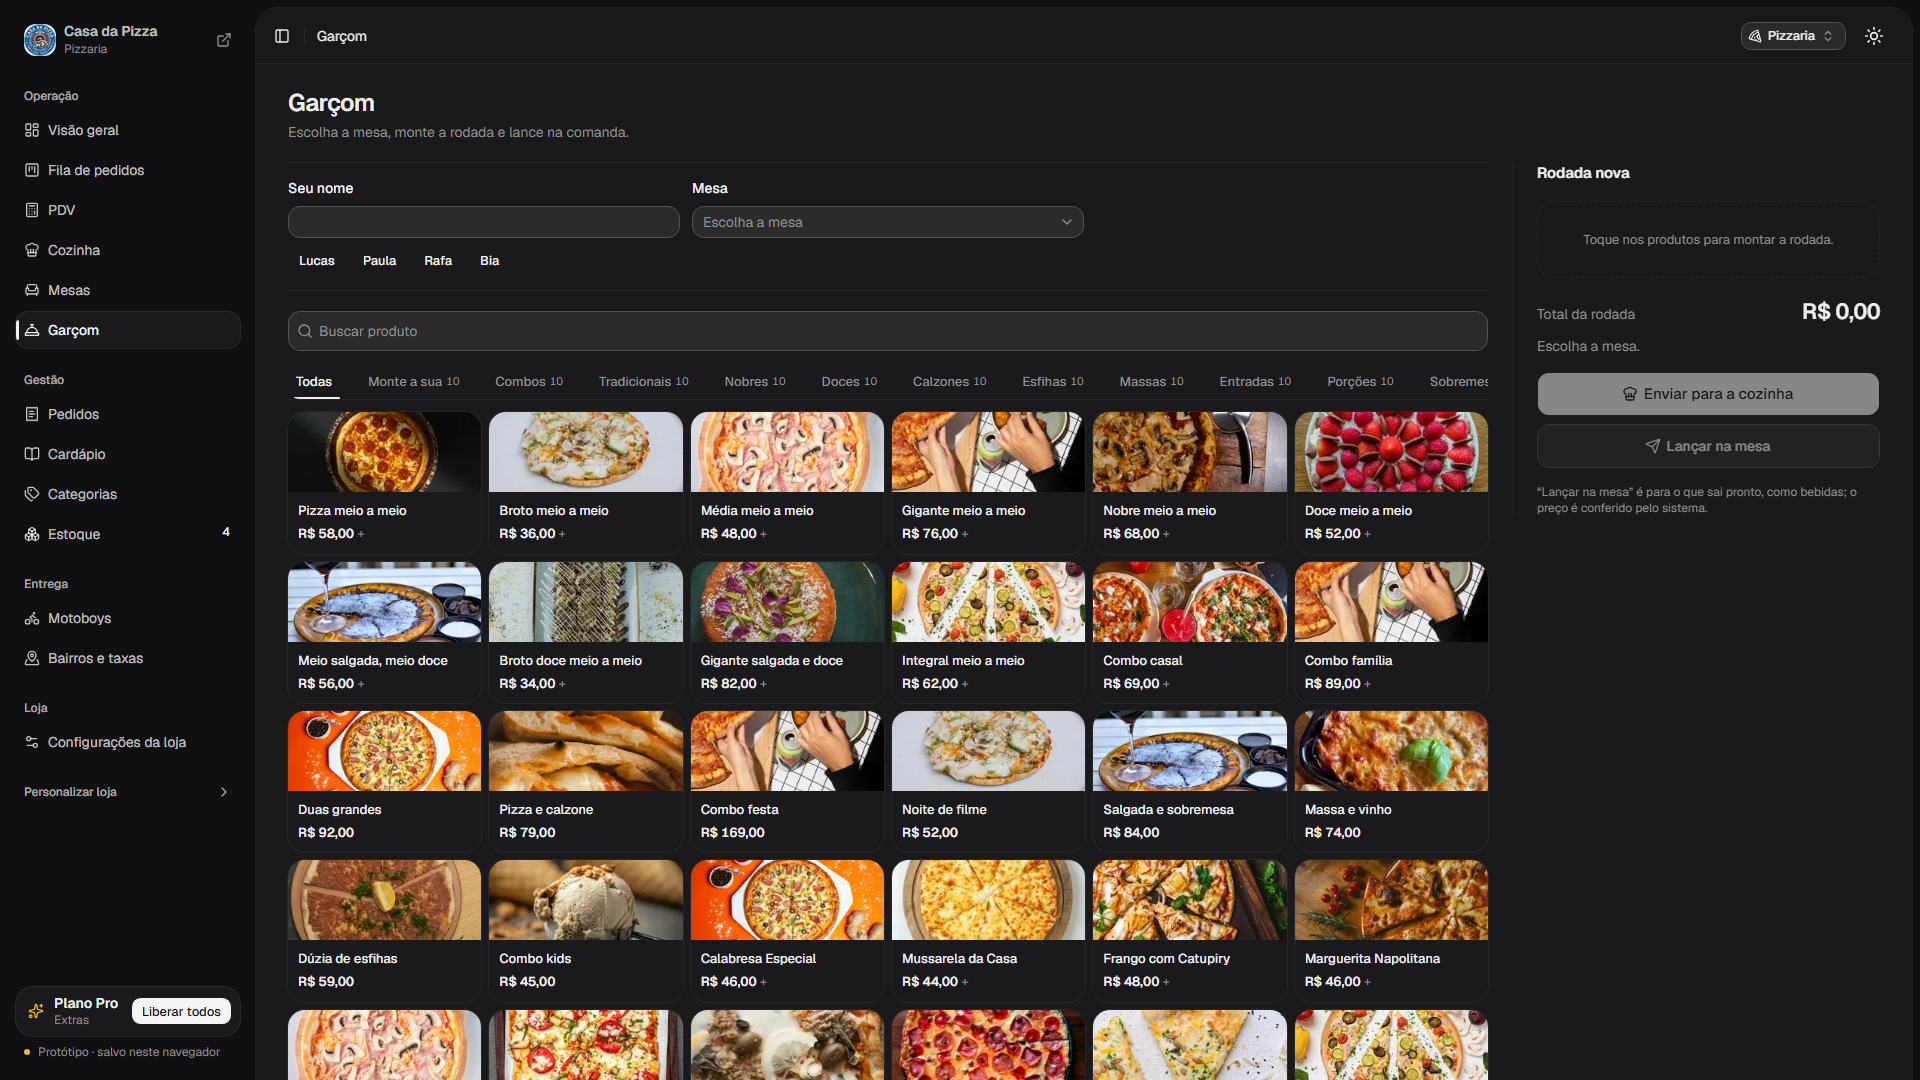 Casa da Pizza
Pizzaria
Operação
Visão geral
Fila de pedidos
PDV
Cozinha
Mesas
Garçom
Gestão
Pedidos
Cardápio
Categorias
Estoque 4
Entrega
Motoboys
Bairros e taxas
Loja
Configurações da loja
Personalizar loja
Plano Pro
Extras
Liberar todos
Protótipo · salvo neste navegador
Garçom
Pizzaria
Garçom
Escolha a mesa, monte a rodada e lance na comanda.
Seu nome
Mesa
Escolha a mesa
Lucas Paula Rafa Bia
Buscar produto
Todas Monte a sua 10 Combos 10 Tradicionais 10 Nobres 10 Doces 10 Calzones 10 Esfihas 10 Massas 10 Entradas 10 Porções 10 Sobremes
Pizza meio a meio
R$ 58,00 +
Broto meio a meio
R$ 36,00 +
Média meio a meio
R$ 48,00 +
Gigante meio a meio
R$ 76,00 +
Nobre meio a meio
R$ 68,00 +
Doce meio a meio
R$ 52,00 +
Meio salgada, meio doce
R$ 56,00 +
Broto doce meio a meio
R$ 34,00 +
Gigante salgada e doce
R$ 82,00 +
Integral meio a meio
R$ 62,00 +
Combo casal
R$ 69,00 +
Combo família
R$ 89,00 +
Duas grandes
R$ 92,00
Pizza e calzone
R$ 79,00
Combo festa
R$ 169,00
Noite de filme
R$ 52,00
Salgada e sobremesa
R$ 84,00
Massa e vinho
R$ 74,00
Dúzia de esfihas
R$ 59,00
Combo kids
R$ 45,00
Calabresa Especial
R$ 46,00 +
Mussarela da Casa
R$ 44,00 +
Frango com Catupiry
R$ 48,00 +
Marguerita Napolitana
R$ 46,00 +
Rodada nova
Toque nos produtos para montar a rodada.
Total da rodada R$ 0,00
Escolha a mesa.
Enviar para a cozinha
Lançar na mesa
“Lançar na mesa” é para o que sai pronto, como bebidas; o
preço é conferido pelo sistema.